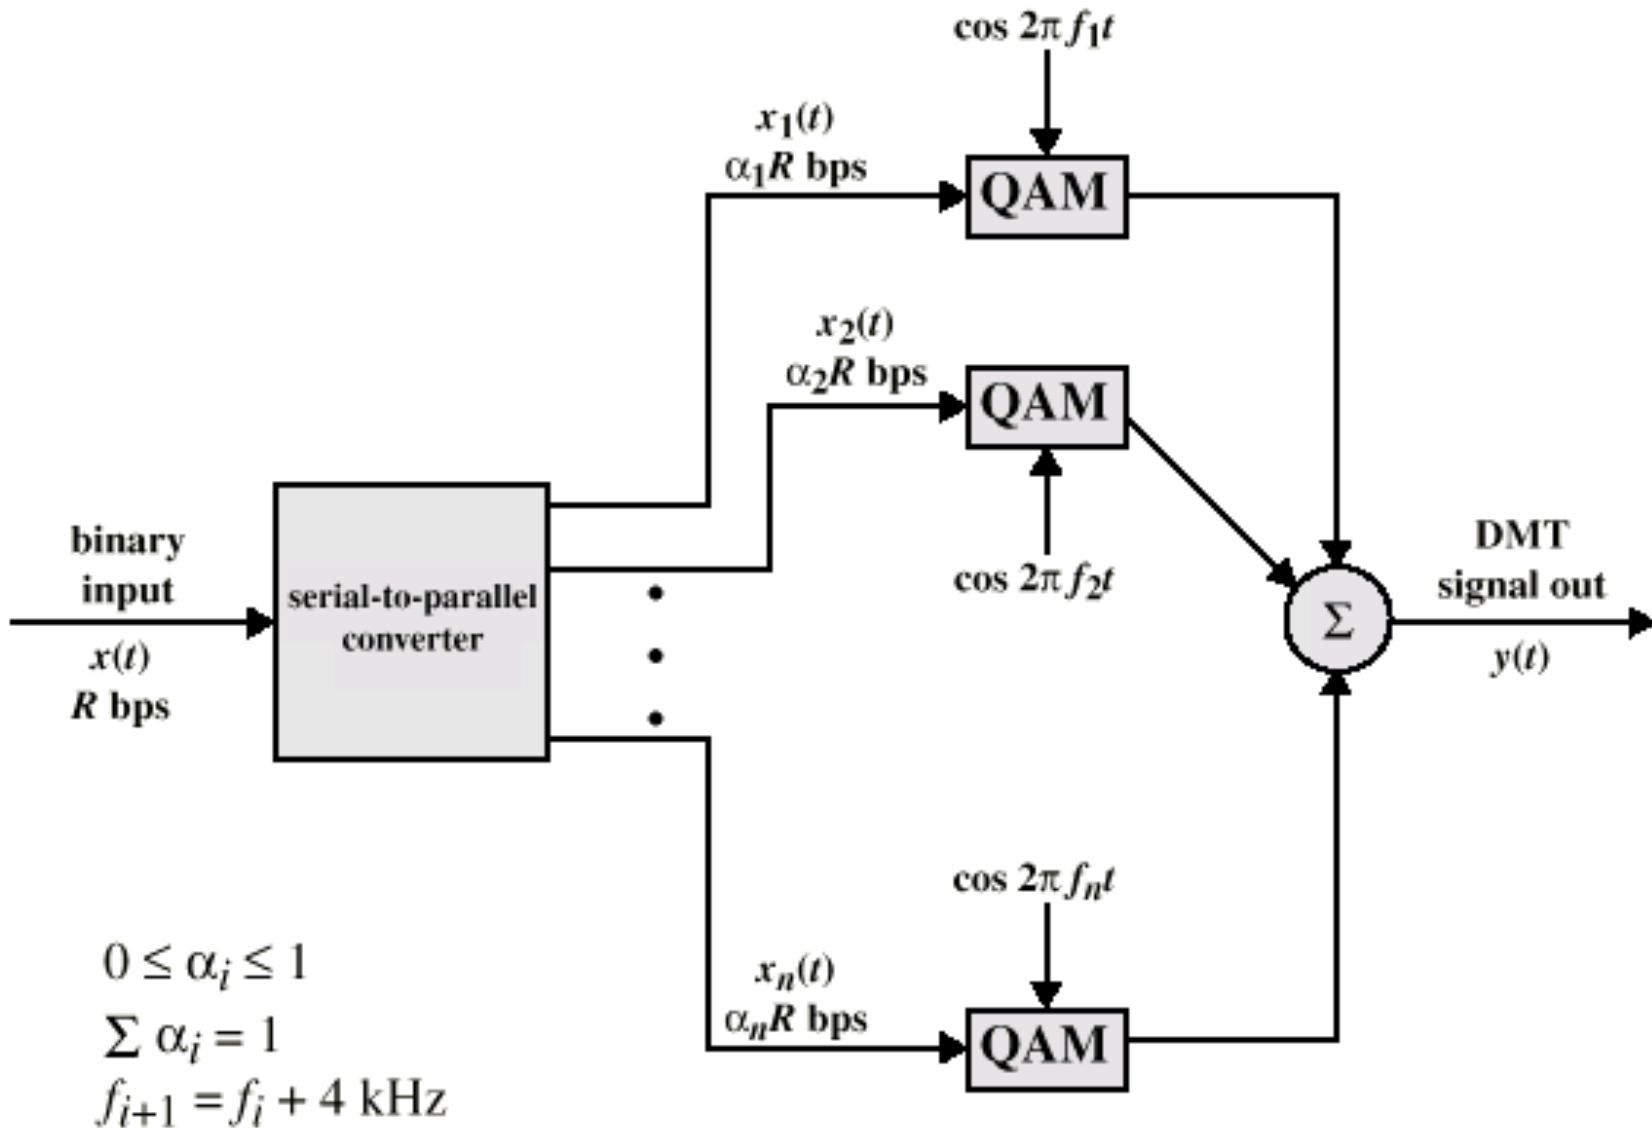 cos 2π f₁t
x₁(t)
α₁R bps
QAM
x₂(t)
α₂R bps
QAM
cos 2π f₂t
binary
input
x(t)
R bps
serial-to-parallel
converter
Σ
DMT
signal out
y(t)
cos 2π fₙt
xₙ(t)
αₙR bps
QAM
0 ≤ αᵢ ≤ 1
Σ αᵢ = 1
fᵢ₊₁ = fᵢ + 4 kHz